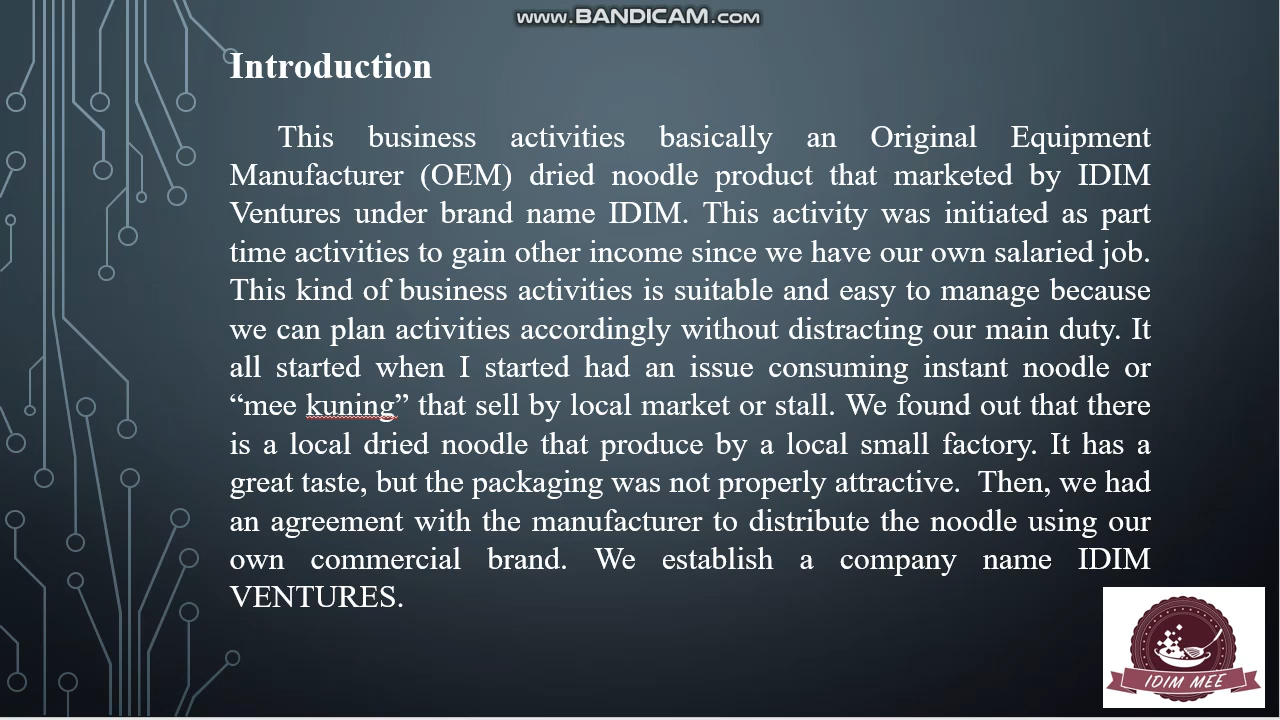 www.BANDICAM.com
Introduction
This business activities basically an Original Equipment
Manufacturer (OEM) dried noodle product that marketed by IDIM
Ventures under brand name IDIM. This activity was initiated as part
time activities to gain other income since we have our own salaried job.
This kind of business activities is suitable and easy to manage because
we can plan activities accordingly without distracting our main duty. It
all started when I started had an issue consuming instant noodle or
“mee kuning” that sell by local market or stall. We found out that there
is a local dried noodle that produce by a local small factory. It has a
great taste, but the packaging was not properly attractive.  Then, we had
an agreement with the manufacturer to distribute the noodle using our
own commercial brand. We establish a company name IDIM
VENTURES.
IDIM MEE